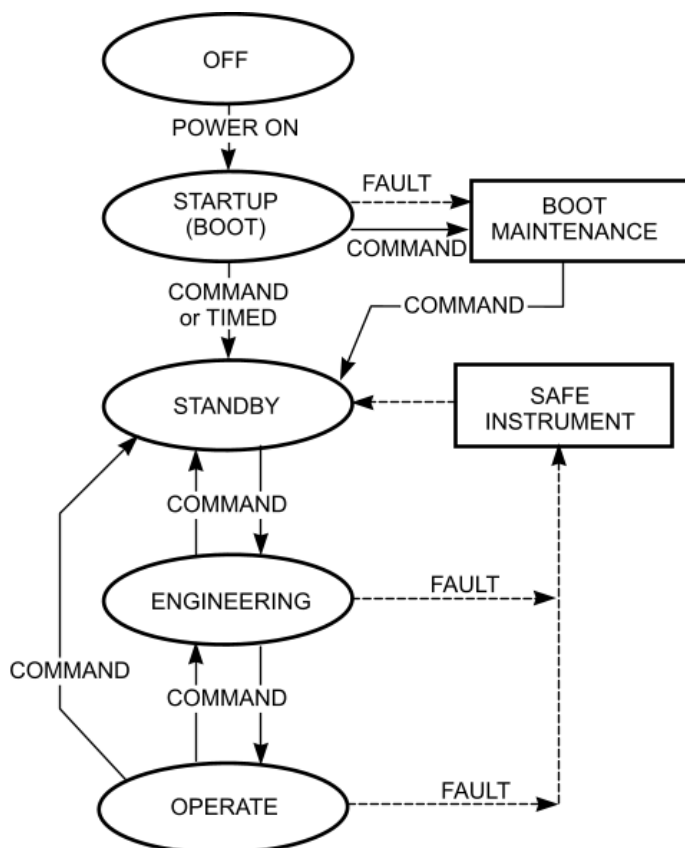 OFF
POWER ON
STARTUP
(BOOT)
FAULT
COMMAND
BOOT
MAINTENANCE
COMMAND
or TIMED
COMMAND
STANDBY
SAFE
INSTRUMENT
COMMAND
ENGINEERING
FAULT
COMMAND
COMMAND
OPERATE
FAULT